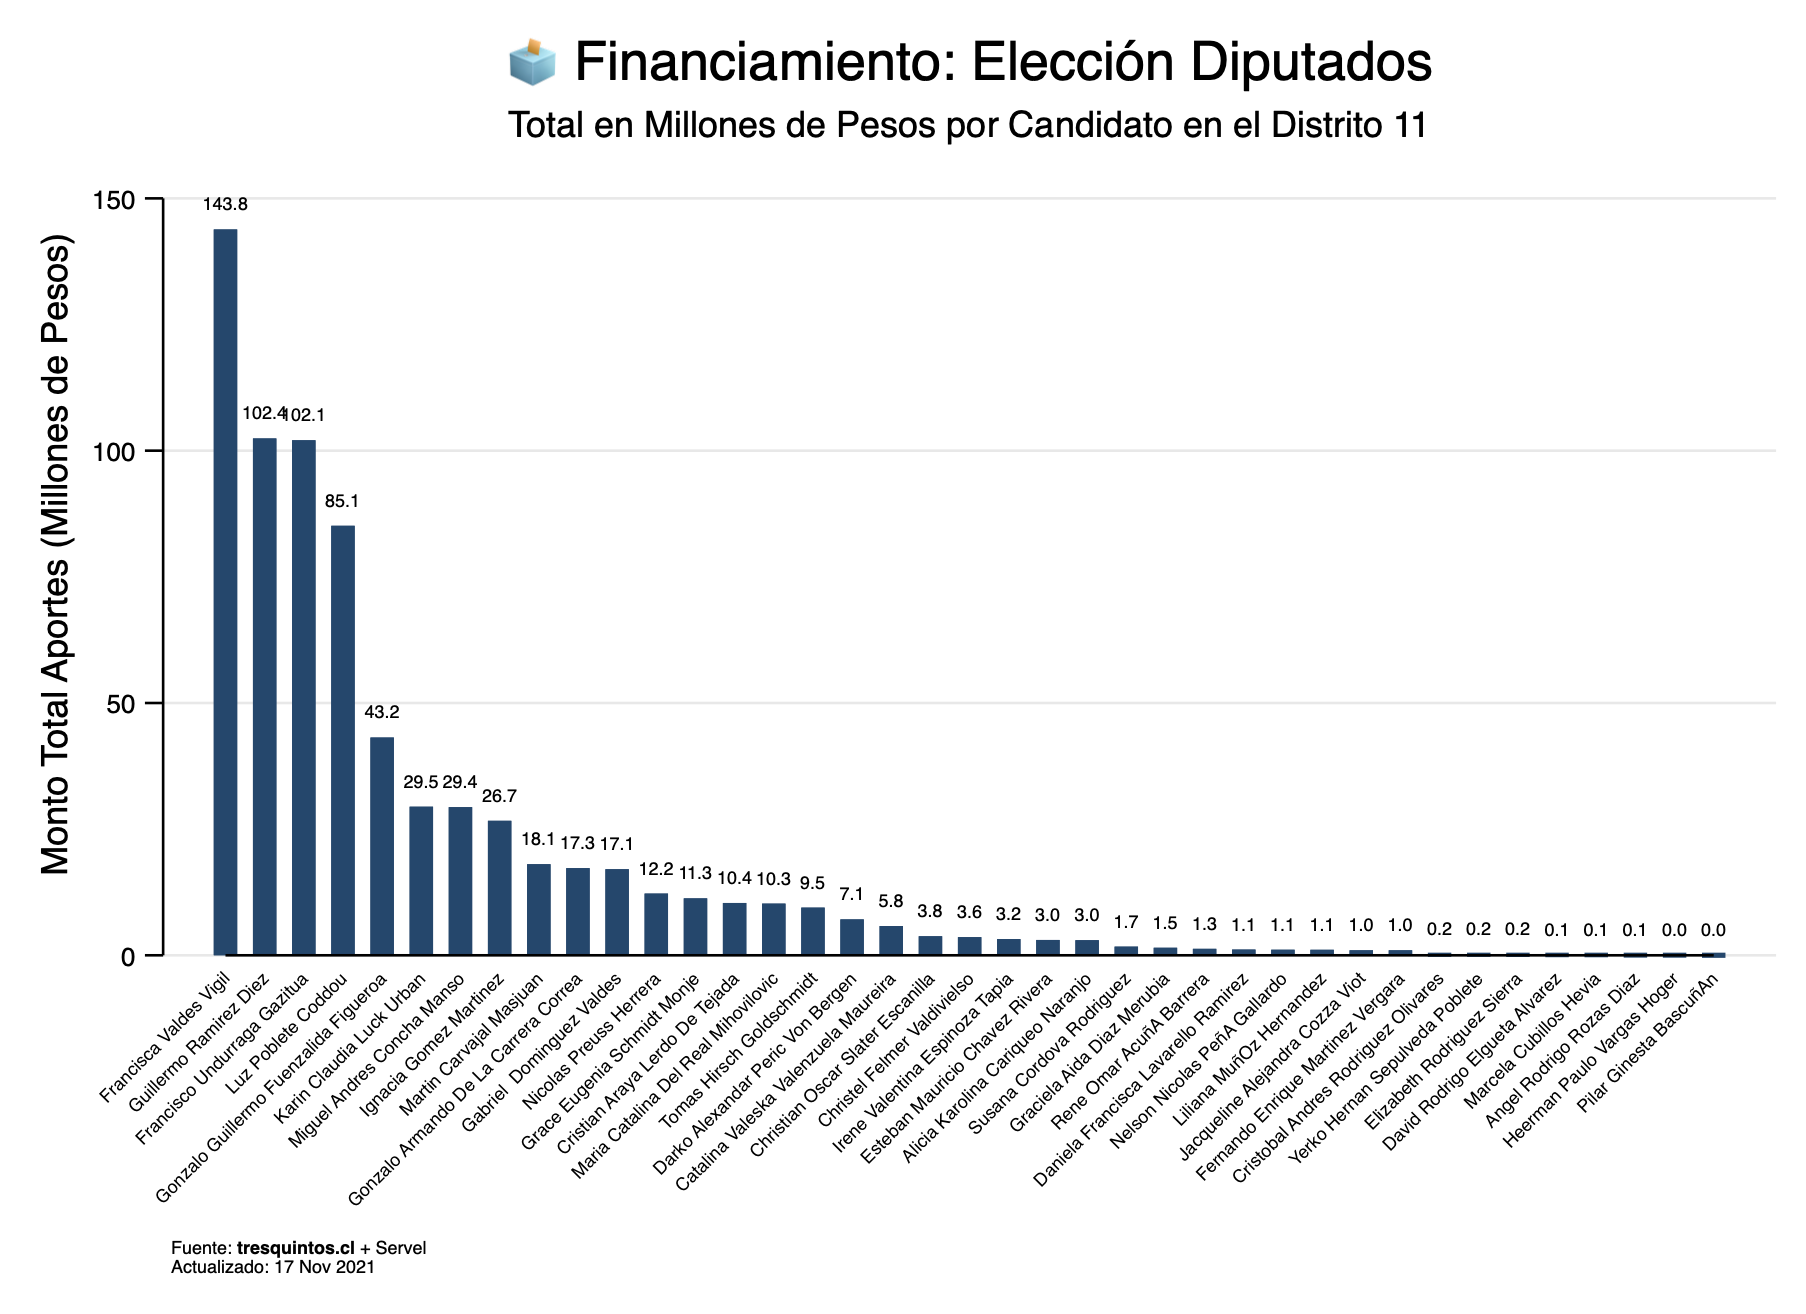 Financiamiento: Elección Diputados
Total en Millones de Pesos por Candidato en el Distrito 11
Monto Total Aportes (Millones de Pesos)
150
100
50
0
143.8
102.4
102.1
85.1
43.2
29.5
29.4
26.7
18.1
17.3
17.1
12.2
11.3
10.4
10.3
9.5
7.1
5.8
3.8
3.6
3.2
3.0
3.0
1.7
1.5
1.3
1.1
1.1
1.1
1.0
1.0
0.2
0.2
0.2
0.1
0.1
0.1
0.0
0.0
Francisca Valdes Vigil
Guillermo Ramirez Diez
Francisco Undurraga Gazitua
Luz Poblete Coddou
Gonzalo Guillermo Fuenzalida Figueroa
Karin Claudia Luck Urban
Miguel Andres Concha Manso
Ignacia Gomez Martinez
Martin Carvajal Masjuan
Gonzalo Armando De La Carrera Correa
Gabriel  Dominguez Valdes
Nicolas Preuss Herrera
Grace Eugenia Schmidt Monje
Cristian Araya Lerdo De Tejada
Maria Catalina Del Real Mihovilovic
Tomas Hirsch Goldschmidt
Darko Alexandar Peric Von Bergen
Catalina Valeska Valenzuela Maureira
Christian Oscar Slater Escanilla
Christel Felmer Valdivielso
Irene Valentina Espinoza Tapia
Esteban Mauricio Chavez Rivera
Alicia Karolina Cariqueo Naranjo
Susana Cordova Rodriguez
Graciela Aida Diaz Merubia
Rene Omar AcuñA Barrera
Daniela Francisca Lavarello Ramirez
Nelson Nicolas PeñA Gallardo
Liliana MuñOz Hernandez
Jacqueline Alejandra Cozza Viot
Fernando Enrique Martinez Vergara
Cristobal Andres Rodriguez Olivares
Yerko Hernan Sepulveda Poblete
Elizabeth Rodriguez Sierra
David Rodrigo Elgueta Alvarez
Marcela Cubillos Hevia
Angel Rodrigo Rozas Diaz
Heerman Paulo Vargas Hoger
Pilar Ginesta BascuñAn
Fuente: tresquintos.cl + Servel
Actualizado: 17 Nov 2021